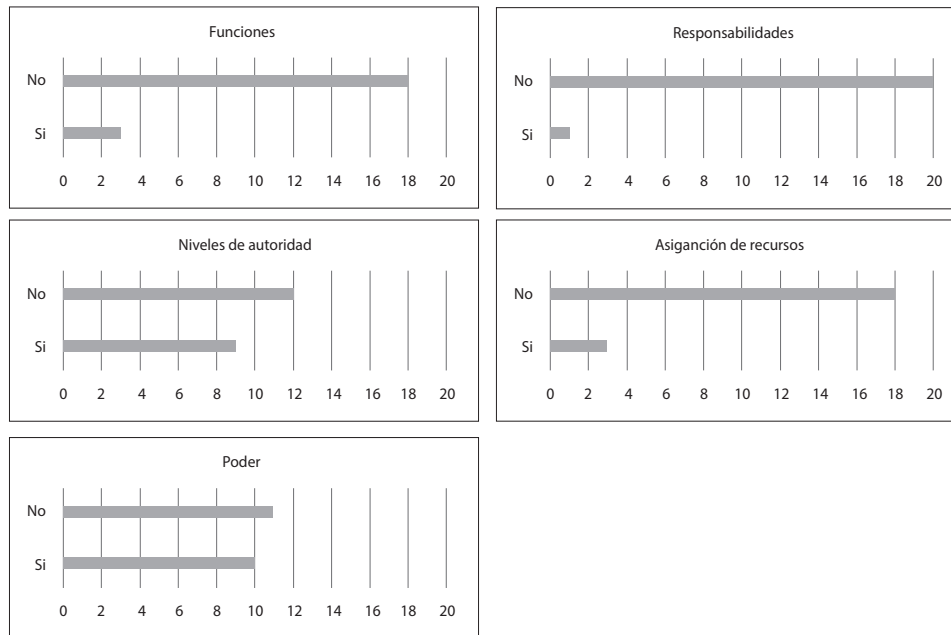 Funciones
No
Si
0 2 4 6 8 10 12 14 16 18 20
Responsabilidades
No
Si
0 2 4 6 8 10 12 14 16 18 20
Niveles de autoridad
No
Si
0 2 4 6 8 10 12 14 16 18 20
Asiganción de recursos
No
Si
0 2 4 6 8 10 12 14 16 18 20
Poder
No
Si
0 2 4 6 8 10 12 14 16 18 20